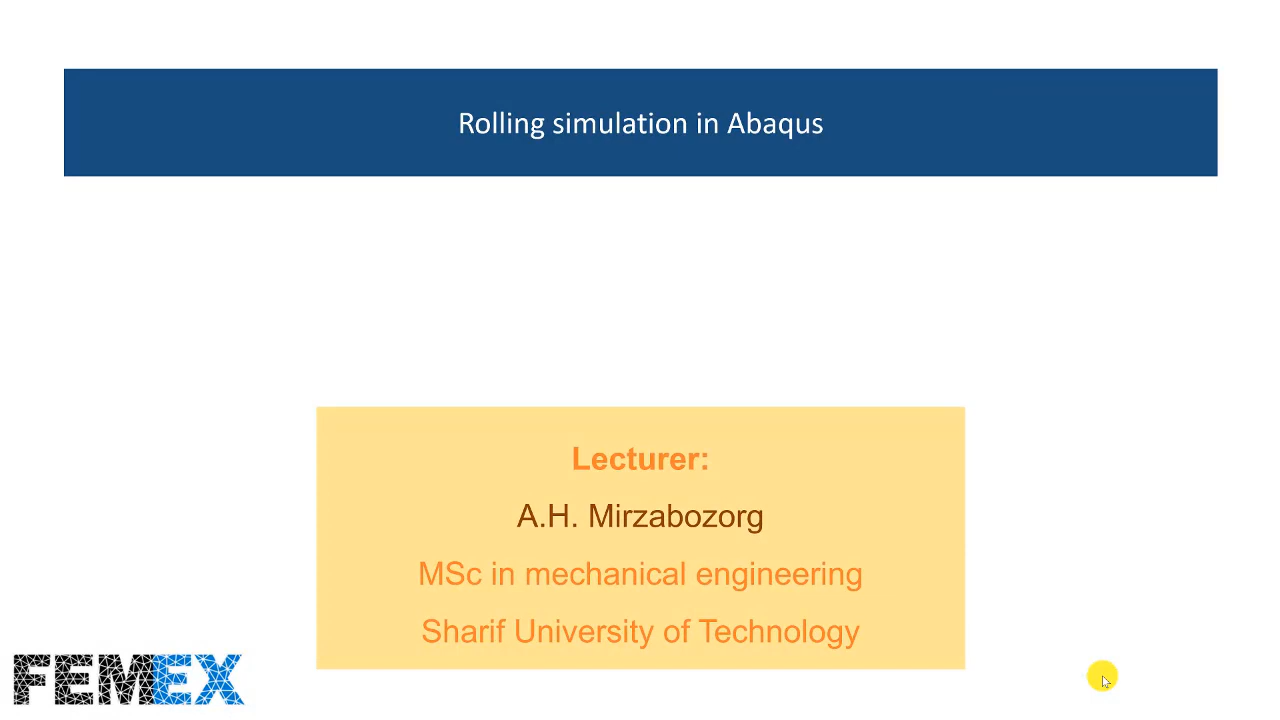 Rolling simulation in Abaqus
Lecturer:
A.H. Mirzabozorg
MSc in mechanical engineering
Sharif University of Technology
FEMEX